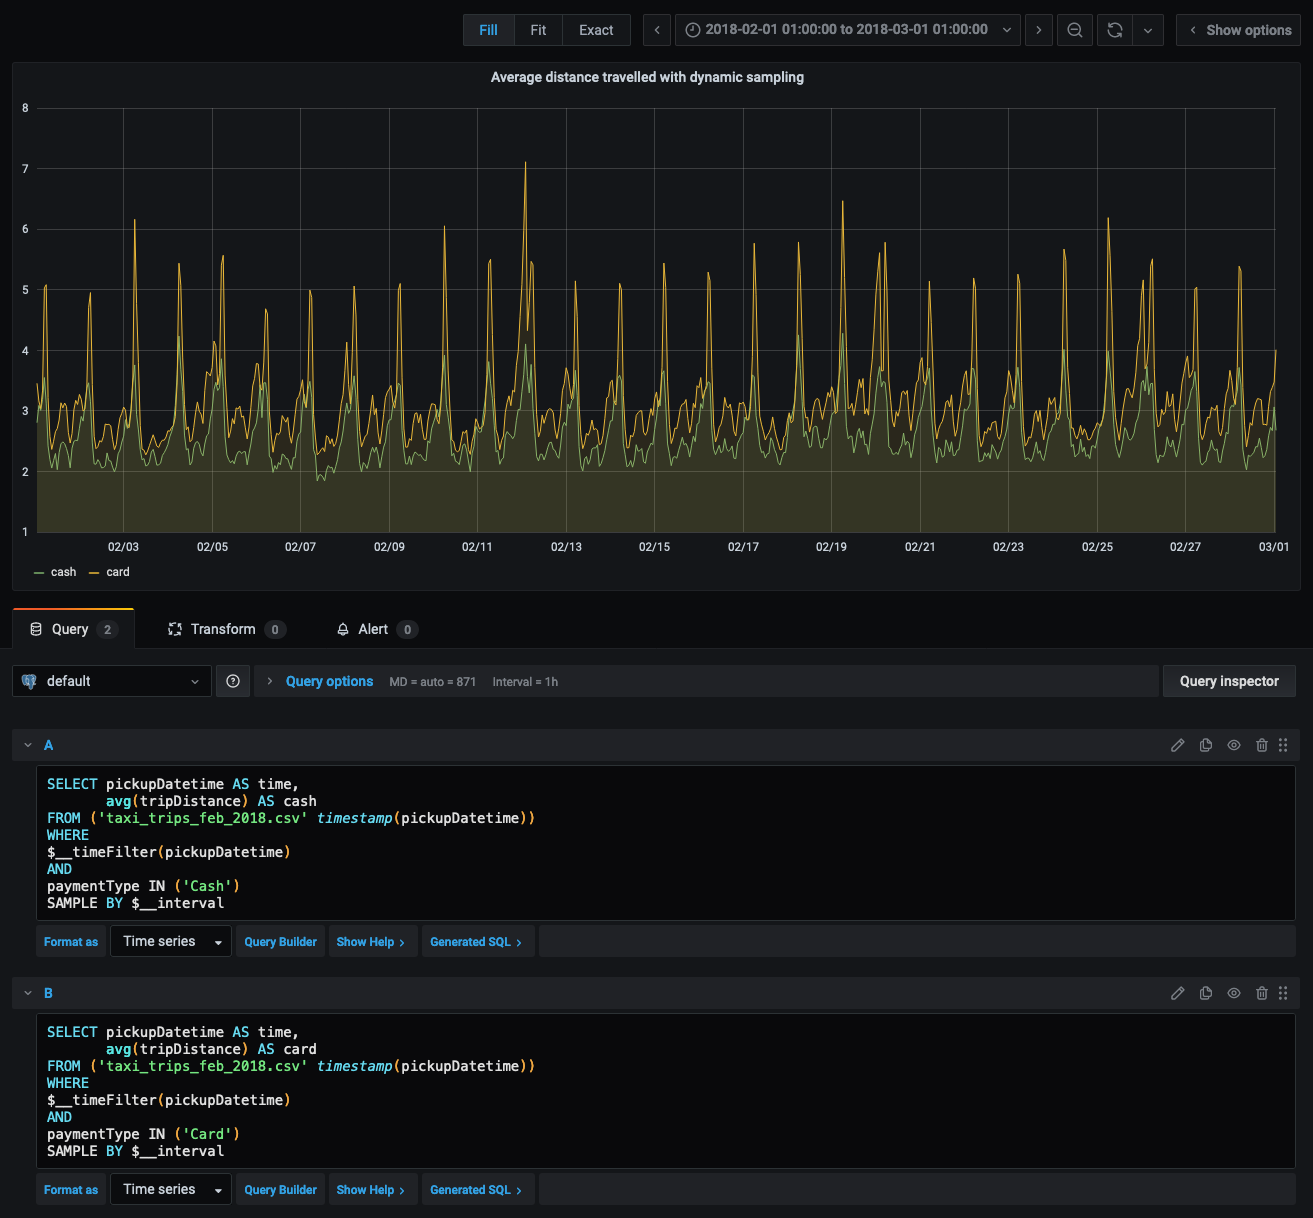 Fill Fit Exact 2018-02-01 01:00:00 to 2018-03-01 01:00:00 Show options
Average distance travelled with dynamic sampling
8
7
6
5
4
3
2
1
02/03 02/05 02/07 02/09 02/11 02/13 02/15 02/17 02/19 02/21 02/23 02/25 02/27 03/01
cash card
Query 2 Transform 0 Alert 0
default Query options MD = auto = 871 Interval = 1h Query inspector
A
SELECT pickupDatetime AS time,
avg(tripDistance) AS cash
FROM ('taxi_trips_feb_2018.csv' timestamp(pickupDatetime))
WHERE
$__timeFilter(pickupDatetime)
AND
paymentType IN ('Cash')
SAMPLE BY $__interval
Format as Time series Query Builder Show Help > Generated SQL >
B
SELECT pickupDatetime AS time,
avg(tripDistance) AS card
FROM ('taxi_trips_feb_2018.csv' timestamp(pickupDatetime))
WHERE
$__timeFilter(pickupDatetime)
AND
paymentType IN ('Card')
SAMPLE BY $__interval
Format as Time series Query Builder Show Help > Generated SQL >